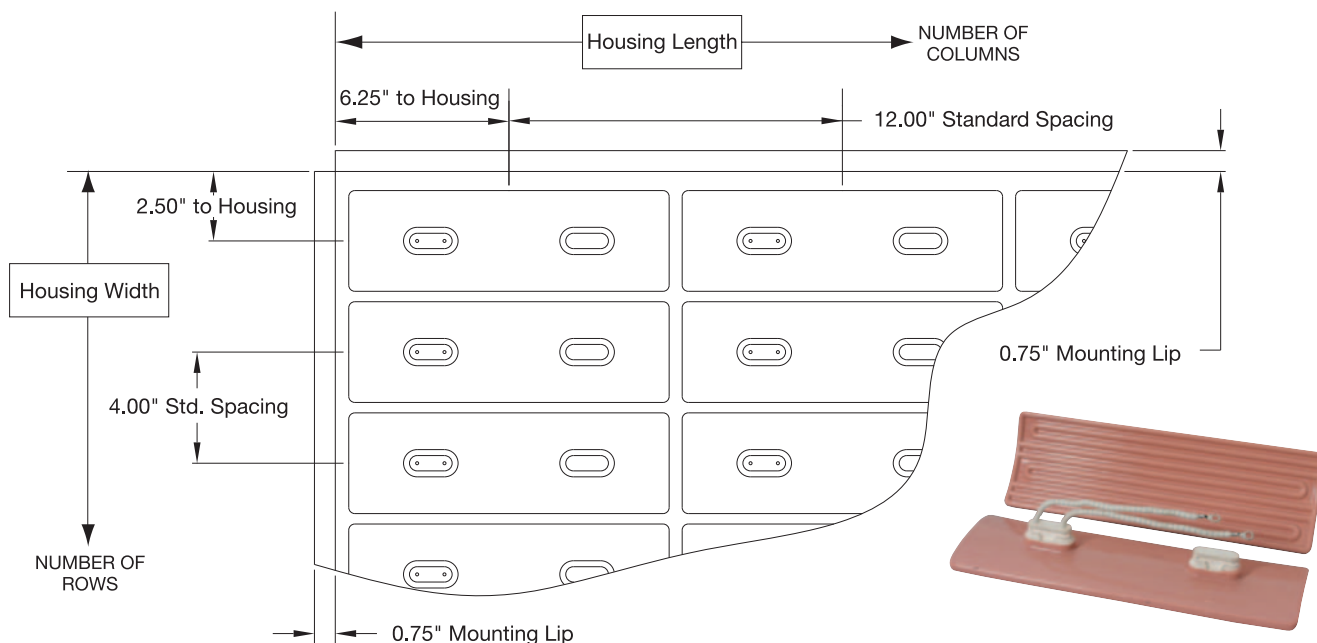 Housing Length
NUMBER OF
COLUMNS
6.25" to Housing
12.00" Standard Spacing
2.50" to Housing
Housing Width
0.75" Mounting Lip
4.00" Std. Spacing
NUMBER OF
ROWS
0.75" Mounting Lip